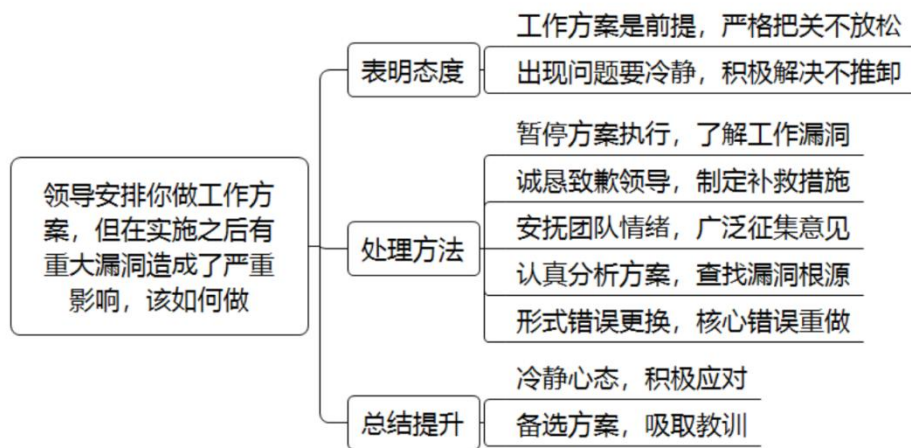 领导安排你做工作方
案，但在实施之后有
重大漏洞造成了严重
影响，该如何做
表明态度
工作方案是前提，严格把关不放松
出现问题要冷静，积极解决不推卸
处理方法
暂停方案执行，了解工作漏洞
诚恳致歉领导，制定补救措施
安抚团队情绪，广泛征集意见
认真分析方案，查找漏洞根源
形式错误更换，核心错误重做
总结提升
冷静心态，积极应对
备选方案，吸取教训